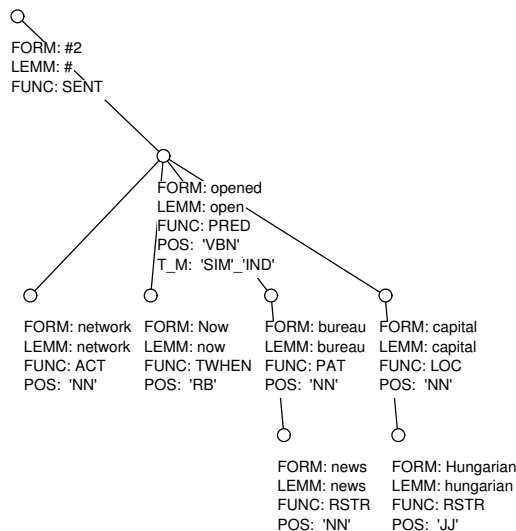 FORM: #2
LEMM: #
FUNC: SENT
FORM: opened
LEMM: open
FUNC: PRED
POS: 'VBN'
T_M: 'SIM'_'IND'
FORM: network
LEMM: network
FUNC: ACT
POS: 'NN'
FORM: Now
LEMM: now
FUNC: TWHEN
POS: 'RB'
FORM: bureau
LEMM: bureau
FUNC: PAT
POS: 'NN'
FORM: capital
LEMM: capital
FUNC: LOC
POS: 'NN'
FORM: news
LEMM: news
FUNC: RSTR
POS: 'NN'
FORM: Hungarian
LEMM: hungarian
FUNC: RSTR
POS: 'JJ'